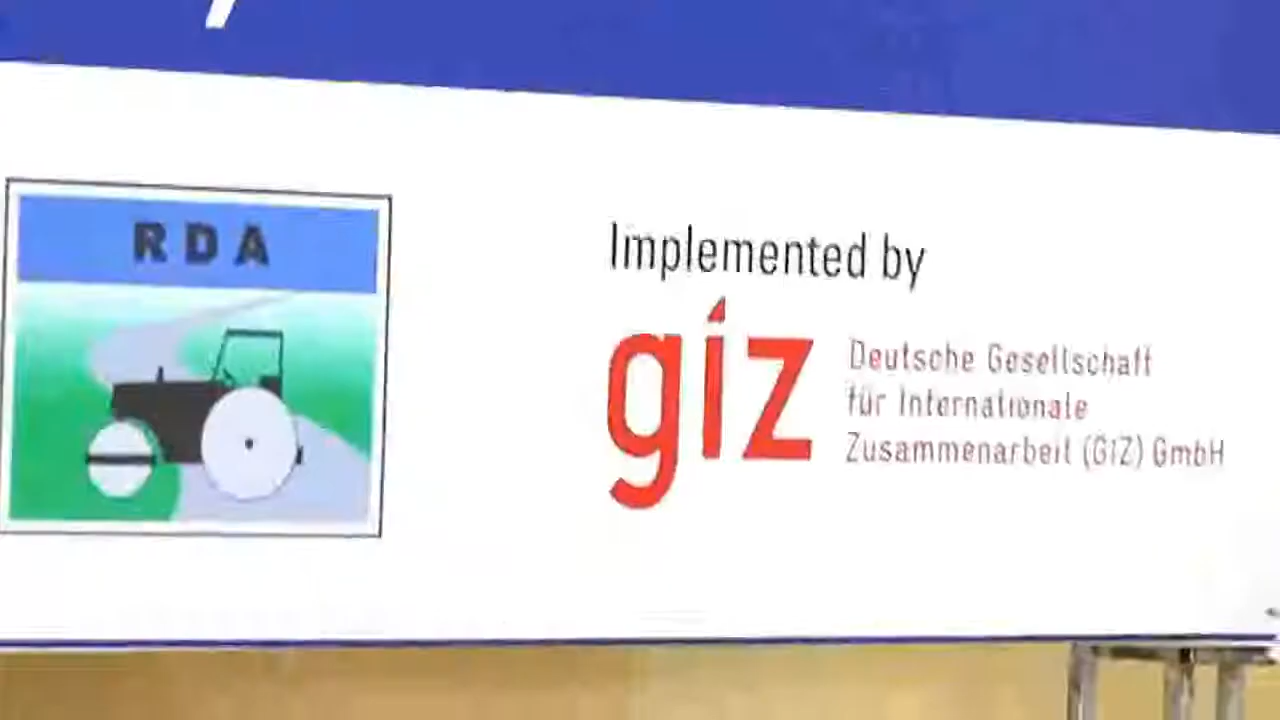 RDA
Implemented by
giz
Deutsche Gesellschaft
für Internationale
Zusammenarbeit (GIZ) GmbH